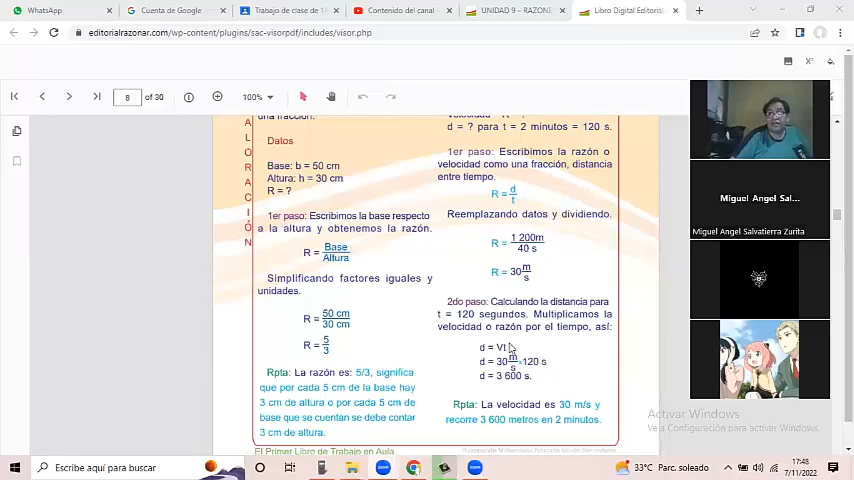 WhatsApp
Cuenta de Google
Trabajo de clase de 1
Contenido del canal
UNIDAD 9 – RAZONE
Libro Digital Editorial
editorialrazonar.com/wp-content/plugins/sac-visorpdf/includes/visor.php
8 of 30
100%
una fracción.
Datos
Base: b = 50 cm
Altura: h = 30 cm
R = ?
1er paso: Escribimos la base respecto
a la altura y obtenemos la razón.
R = Base
Altura
Simplificando factores iguales y
unidades.
R = 50 cm
30 cm
R = 5
3
Rpta: La razón es: 5/3, significa
que por cada 5 cm de la base hay
3 cm de altura o por cada 5 cm de
base que se cuentan se debe contar
3 cm de altura.
El Primer Libro de Trabajo en Aula
A
L
O
R
A
C
I
Ó
N
d = ? para t = 2 minutos = 120 s.
1er paso: Escribimos la razón o
velocidad como una fracción, distancia
entre tiempo.
R = d
t
Reemplazando datos y dividiendo.
R = 1 200m
40 s
R = 30 m
s
2do paso: Calculando la distancia para
t = 120 segundos. Multiplicamos la
velocidad o razón por el tiempo, así:
d = Vt
d = 30 m
s
x 120 s
d = 3 600 s.
Rpta: La velocidad es 30 m/s y
recorre 3 600 metros en 2 minutos.
Miguel Angel Sal...
Miguel Angel Salvatierra Zurita
Activar Windows
Ve a Configuración para activar Windows.
Escribe aquí para buscar
33°C Parc. soleado
17:48
7/11/2022